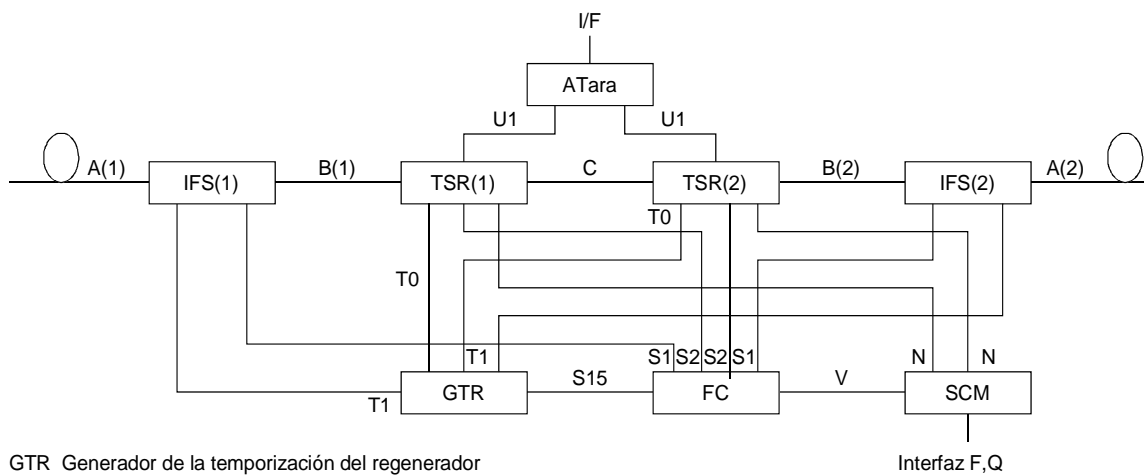 I/F
ATara
U1 U1
A(1) IFS(1) B(1) TSR(1) C TSR(2) B(2) IFS(2) A(2)
T0
T0
T1 S1 S2 S2 S1 N N
GTR S15 FC V SCM
T1
GTR Generador de la temporización del regenerador Interfaz F,Q